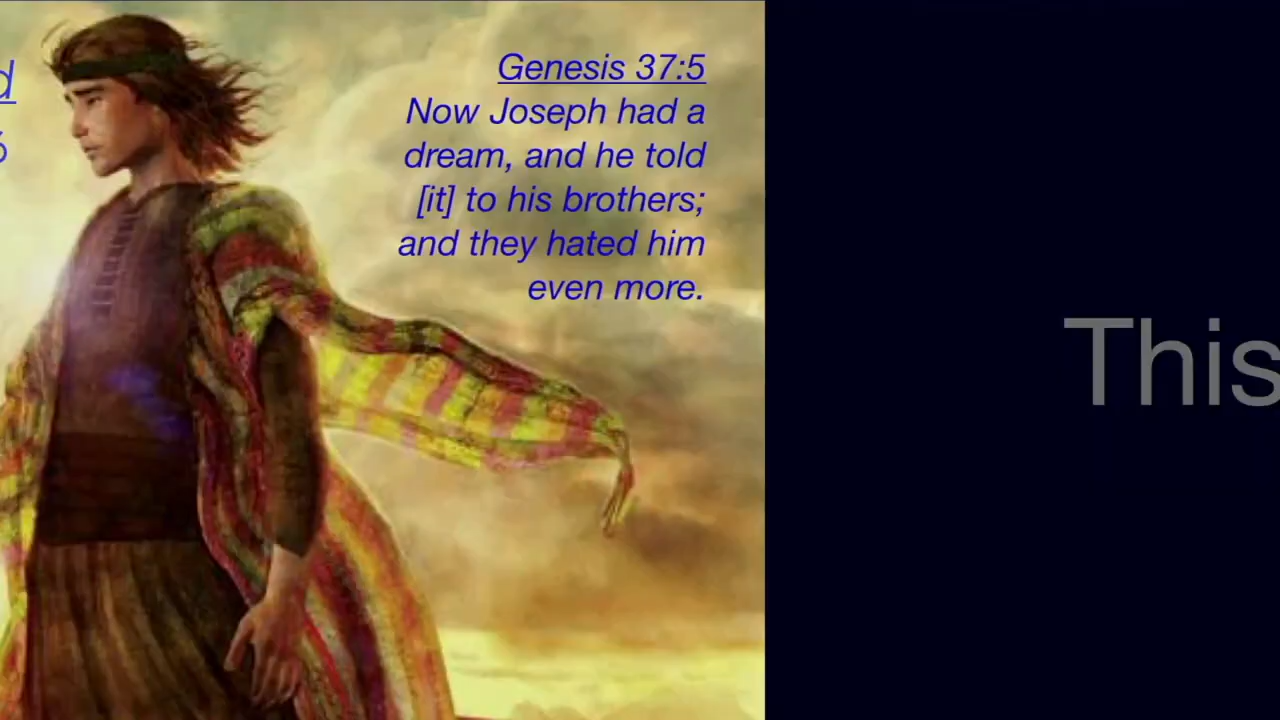 d
6
Genesis 37:5
Now Joseph had a
dream, and he told
[it] to his brothers;
and they hated him
even more.
This